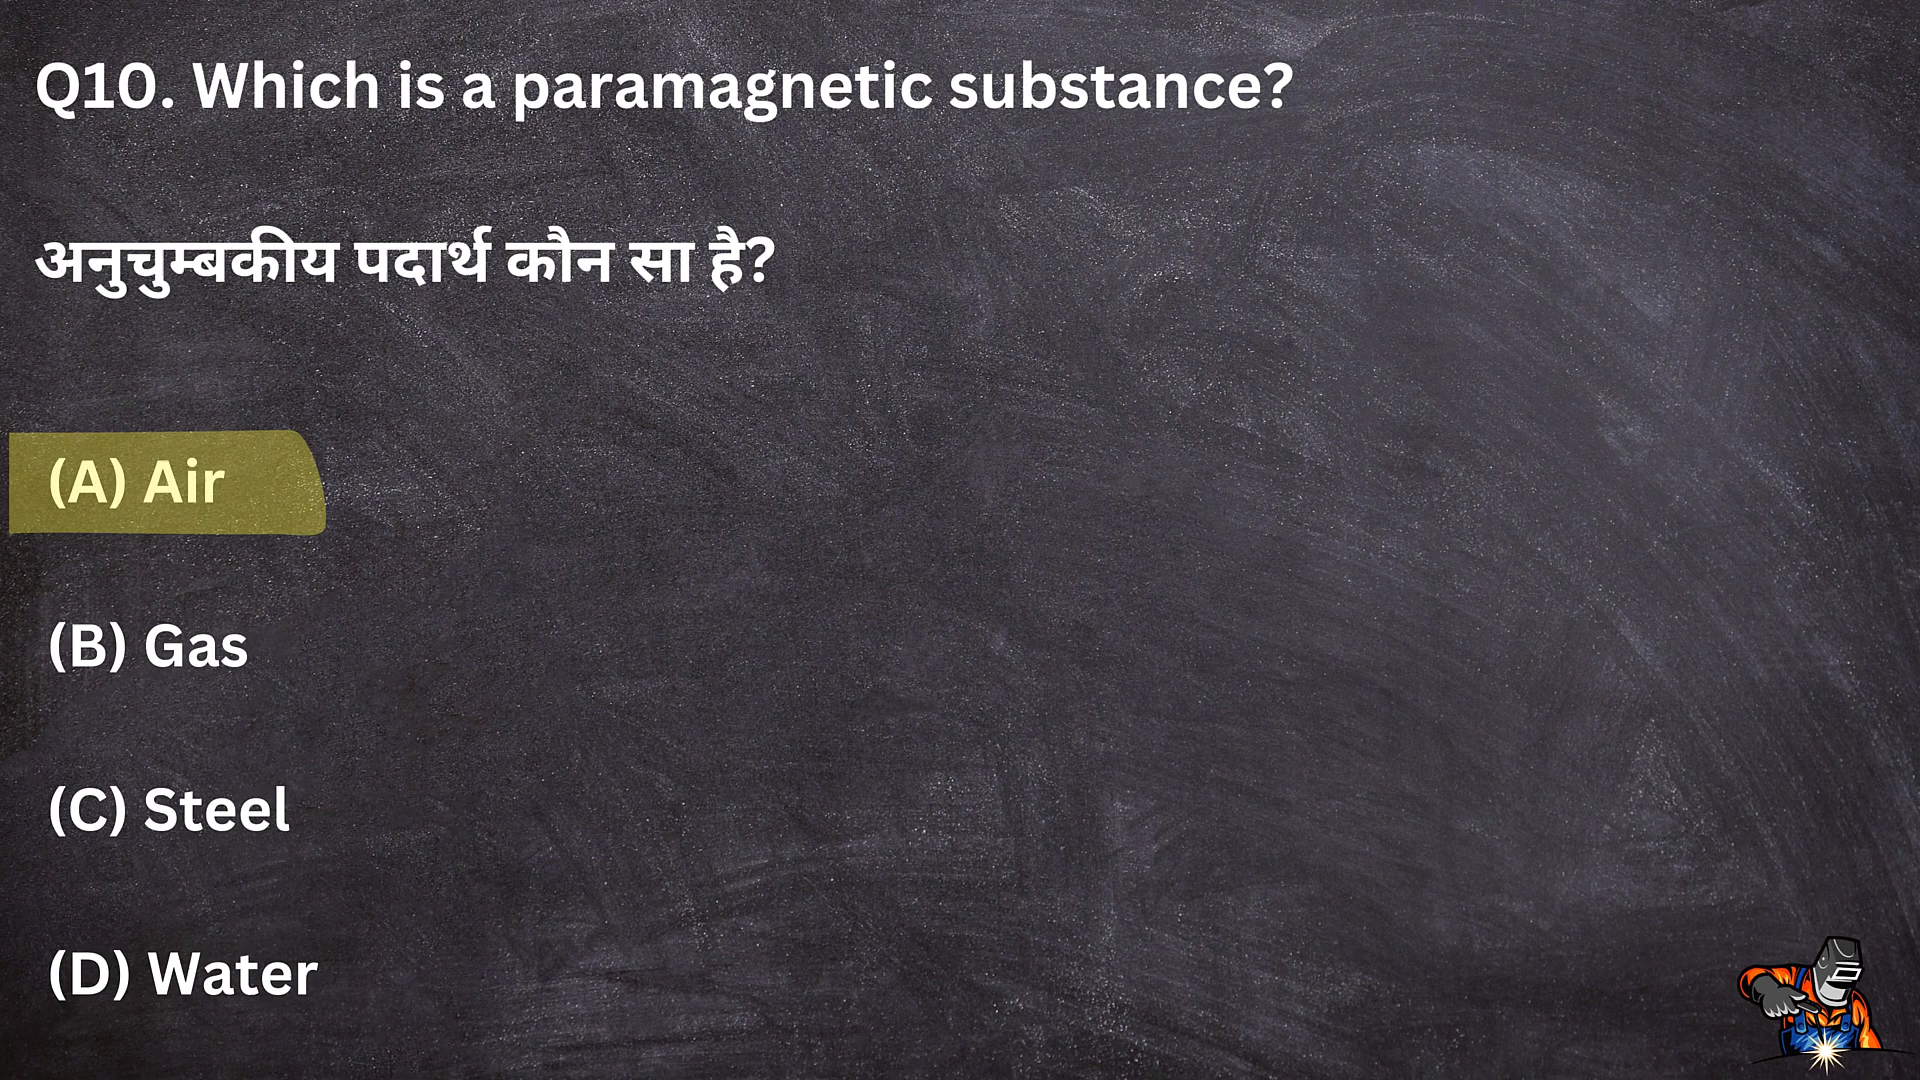 Q10. Which is a paramagnetic substance?
अनुचुम्बकीय पदार्थ कौन सा है?
(A) Air
(B) Gas
(C) Steel
(D) Water